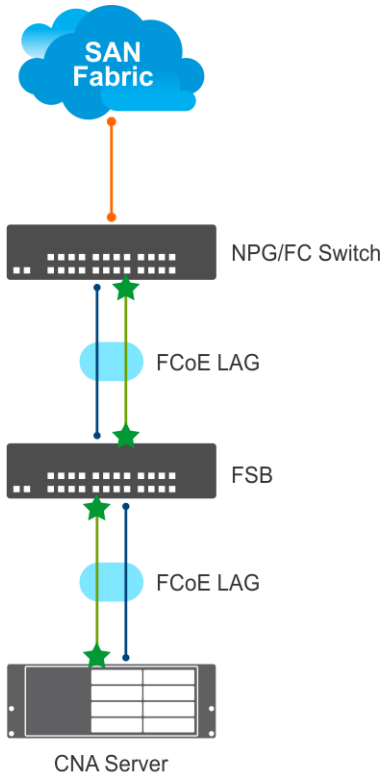 SAN
Fabric
NPG/FC Switch
FCoE LAG
FSB
FCoE LAG
CNA Server